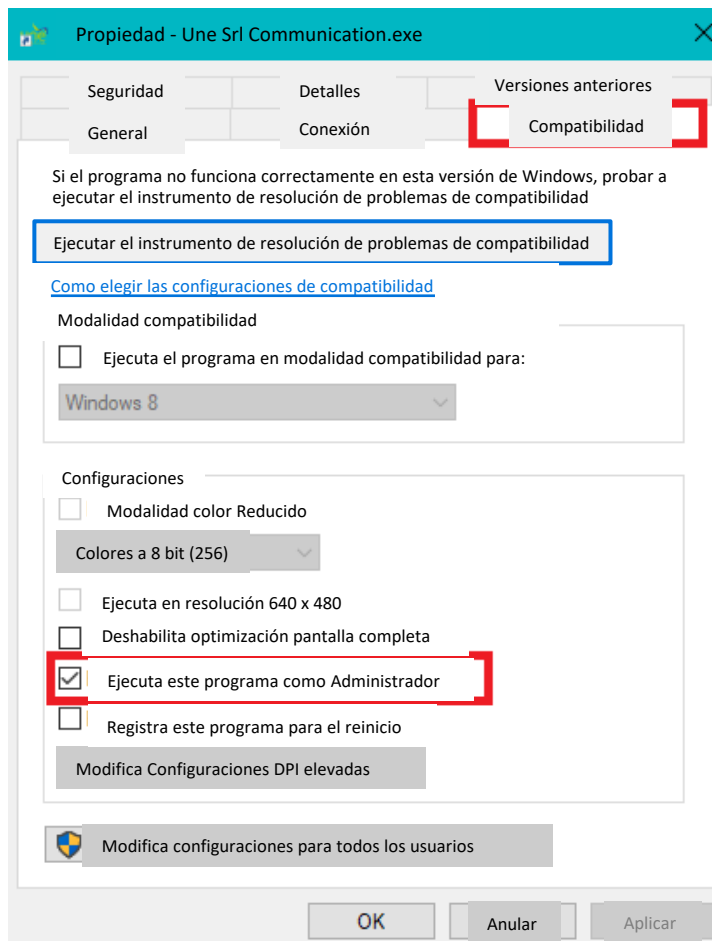 Propiedad - Une Srl Communication.exe
Seguridad
Detalles
Versiones anteriores
General
Conexión
Compatibilidad
Si el programa no funciona correctamente en esta versión de Windows, probar a
ejecutar el instrumento de resolución de problemas de compatibilidad
Ejecutar el instrumento de resolución de problemas de compatibilidad
Como elegir las configuraciones de compatibilidad
Modalidad compatibilidad
Ejecuta el programa en modalidad compatibilidad para:
Windows 8
Configuraciones
Modalidad color Reducido
Colores a 8 bit (256)
Ejecuta en resolución 640 x 480
Deshabilita optimización pantalla completa
Ejecuta este programa como Administrador
Registra este programa para el reinicio
Modifica Configuraciones DPI elevadas
Modifica configuraciones para todos los usuarios
OK
Anular
Aplicar